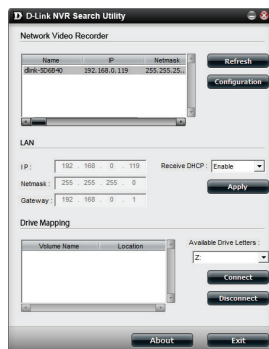 D D-Link NVR Search Utility
Network Video Recorder
Name IP Netmask
dlink-5D6B40 192.168.0.119 255.255.25...
Refresh
Configuration
LAN
IP : 192 . 168 . 0 . 119
Receive DHCP : Enable
Netmask : 255 . 255 . 255 . 0
Apply
Gateway : 192 . 168 . 0 . 1
Drive Mapping
Volume Name Location
Available Drive Letters :
Z:
Connect
Disconnect
About Exit